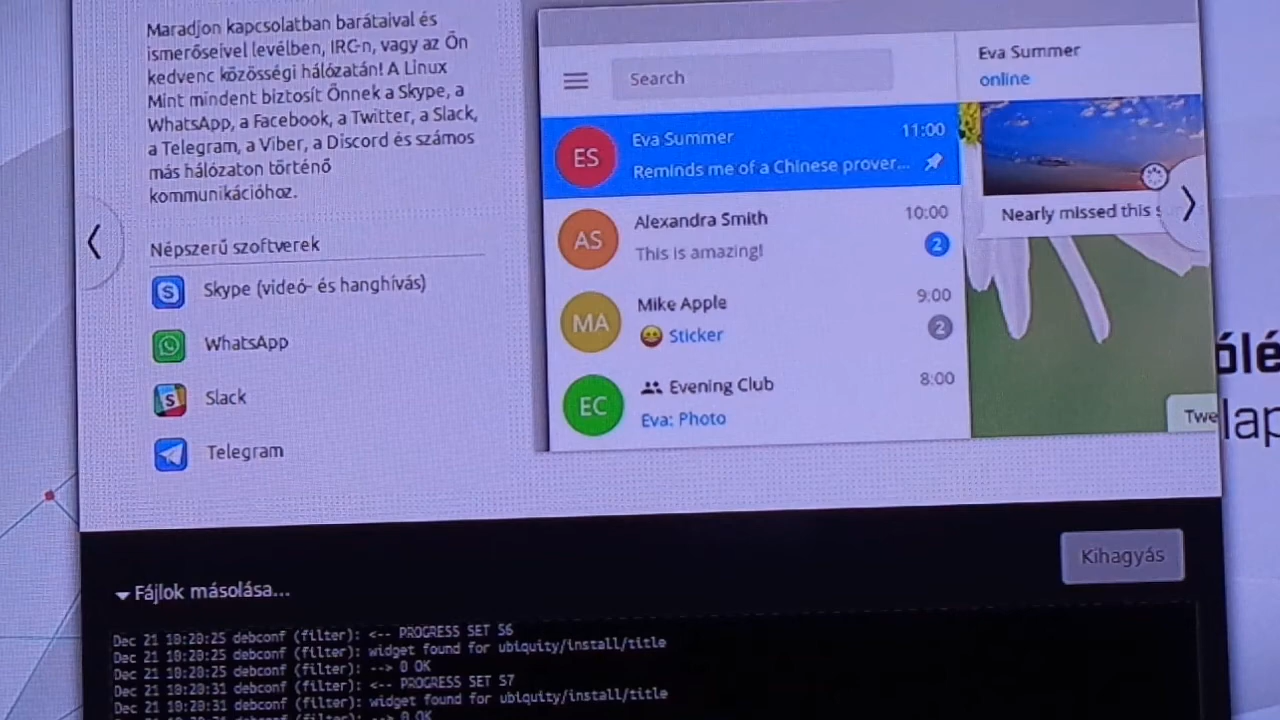 Maradjon kapcsolatban barátaival és
ismerőseivel levélben, IRC-n, vagy az Ön
kedvenc közösségi hálózatán! A Linux
Mint mindent biztosít Önnek a Skype, a
WhatsApp, a Facebook, a Twitter, a Slack,
a Telegram, a Viber, a Discord és számos
más hálózaton történő
kommunikációhoz.
Népszerű szoftverek
Skype (videó- és hanghívás)
WhatsApp
Slack
Telegram
Search
ES
Eva Summer
11:00
Reminds me of a Chinese prover...
AS
Alexandra Smith
10:00
This is amazing!
2
MA
Mike Apple
9:00
Sticker
2
EC
Evening Club
8:00
Eva: Photo
Eva Summer
online
Nearly missed this
Twe
ólé
lap
Kihagyás
Fájlok másolása...
Dec 21 10:20:25 debconf (filter): <-- PROGRESS SET 56
Dec 21 10:20:25 debconf (filter): widget found for ubiquity/install/title
Dec 21 10:20:25 debconf (filter): --> 0 OK
Dec 21 10:20:31 debconf (filter): <-- PROGRESS SET 57
Dec 21 10:20:31 debconf (filter): widget found for ubiquity/install/title
--> 0 OK